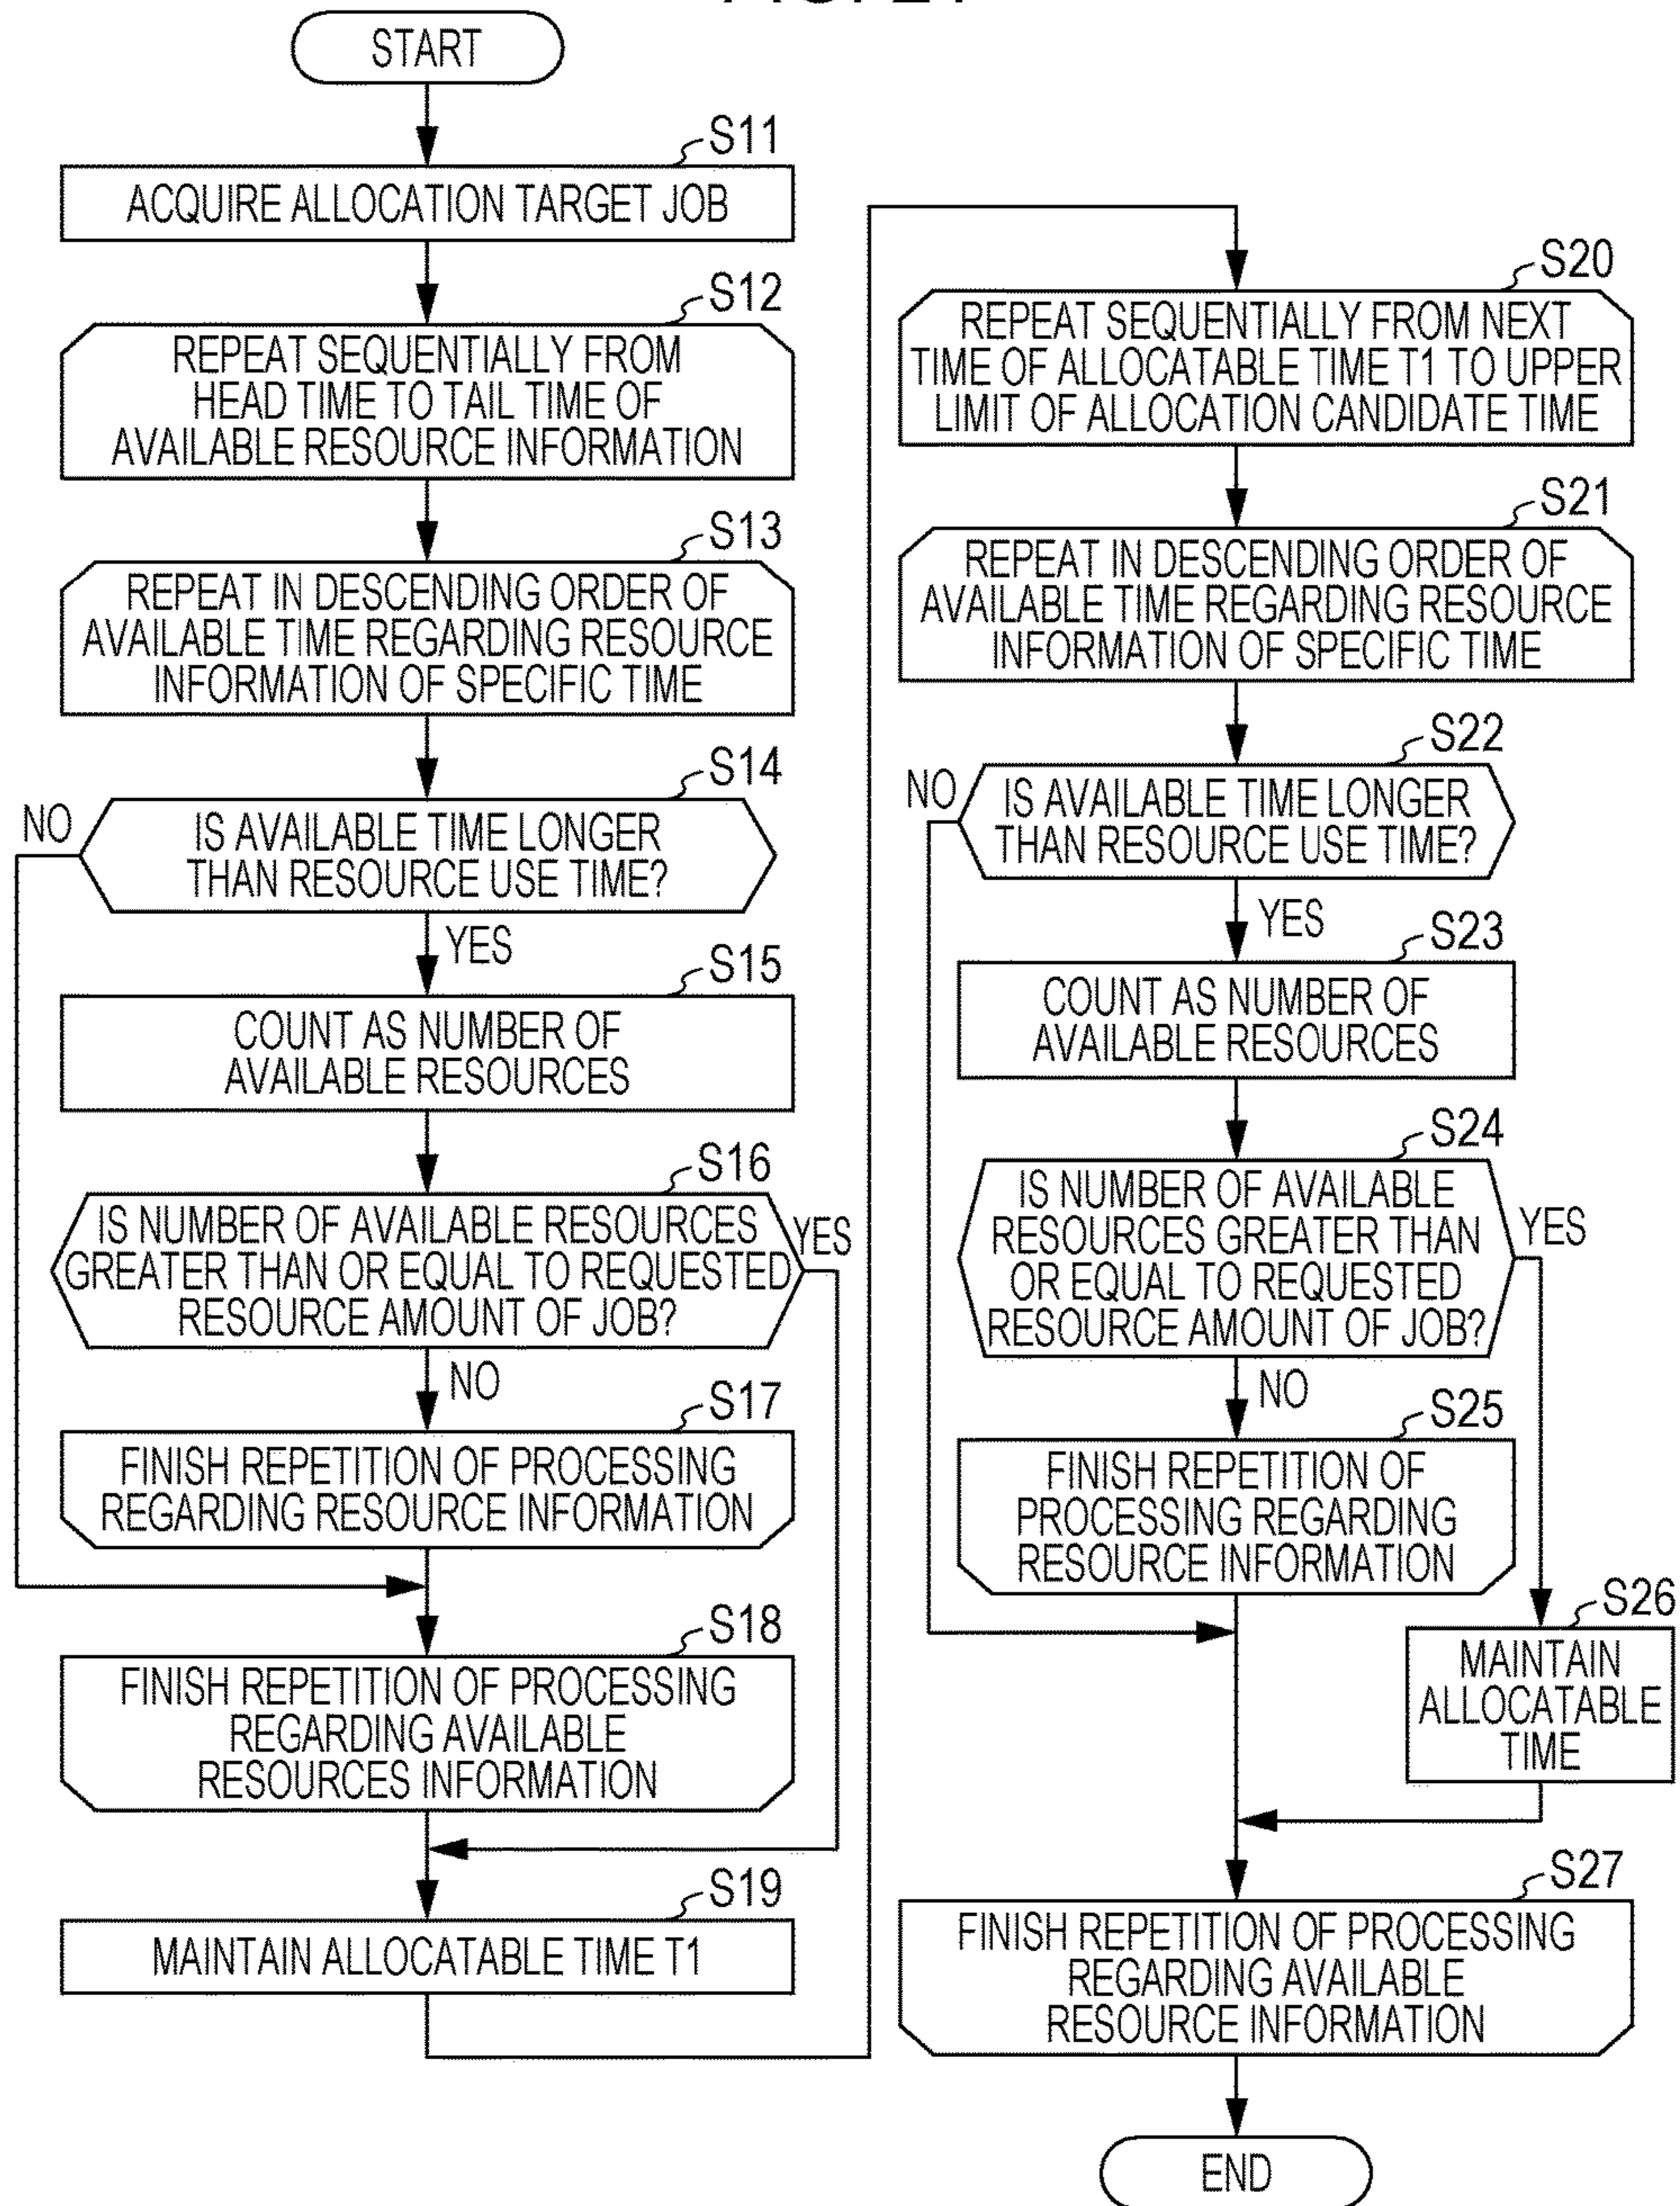 START
S11
ACQUIRE ALLOCATION TARGET JOB
S12
REPEAT SEQUENTIALLY FROM
HEAD TIME TO TAIL TIME OF
AVAILABLE RESOURCE INFORMATION
S13
REPEAT IN DESCENDING ORDER OF
AVAILABLE TIME REGARDING RESOURCE
INFORMATION OF SPECIFIC TIME
S14
NO
IS AVAILABLE TIME LONGER
THAN RESOURCE USE TIME?
YES
S15
COUNT AS NUMBER OF
AVAILABLE RESOURCES
S16
IS NUMBER OF AVAILABLE RESOURCES
GREATER THAN OR EQUAL TO REQUESTED
RESOURCE AMOUNT OF JOB?
YES
NO
S17
FINISH REPETITION OF PROCESSING
REGARDING RESOURCE INFORMATION
S18
FINISH REPETITION OF PROCESSING
REGARDING AVAILABLE
RESOURCES INFORMATION
S19
MAINTAIN ALLOCATABLE TIME T1
S20
REPEAT SEQUENTIALLY FROM NEXT
TIME OF ALLOCATABLE TIME T1 TO UPPER
LIMIT OF ALLOCATION CANDIDATE TIME
S21
REPEAT IN DESCENDING ORDER OF
AVAILABLE TIME REGARDING RESOURCE
INFORMATION OF SPECIFIC TIME
S22
NO
IS AVAILABLE TIME LONGER
THAN RESOURCE USE TIME?
YES
S23
COUNT AS NUMBER OF
AVAILABLE RESOURCES
S24
IS NUMBER OF AVAILABLE
RESOURCES GREATER THAN
OR EQUAL TO REQUESTED
RESOURCE AMOUNT OF JOB?
YES
NO
S25
FINISH REPETITION OF
PROCESSING REGARDING
RESOURCE INFORMATION
S26
MAINTAIN
ALLOCATABLE
TIME
S27
FINISH REPETITION OF PROCESSING
REGARDING AVAILABLE
RESOURCE INFORMATION
END